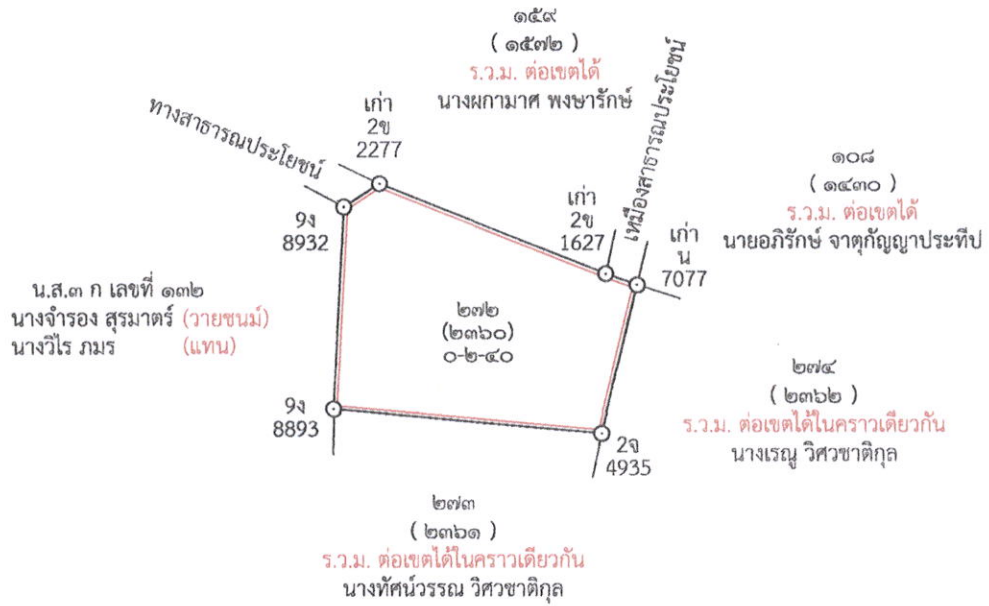 ๑๕๙
( ๑๕๗๒ )
ร.ว.ม. ต่อเขตได้
นางผกามาศ พงษารักษ์
ทางสาธารณประโยชน์
เก่า
2ข
2277
เหมืองสาธารณประโยชน์
๑๐๘
( ๑๔๓๐ )
ร.ว.ม. ต่อเขตได้
นายอภิรักษ์ จาตุกัญญาประทีป
เก่า
2ข
1627
เก่า
น
7077
9ง
8932
น.ส.๓ ก เลขที่ ๑๓๒
นางจำรอง สุรมาตร์ (วายชนม์)
นางวิไร ภมร (แทน)
๒๗๒
(๒๓๖๐)
๐-๒-๔๐
๒๗๔
( ๒๓๖๒ )
ร.ว.ม. ต่อเขตได้ในคราวเดียวกัน
นางเรณู วิศวชาติกุล
9ง
8893
2จ
4935
๒๗๓
( ๒๓๖๑ )
ร.ว.ม. ต่อเขตได้ในคราวเดียวกัน
นางทัศน์วรรณ วิศวชาติกุล